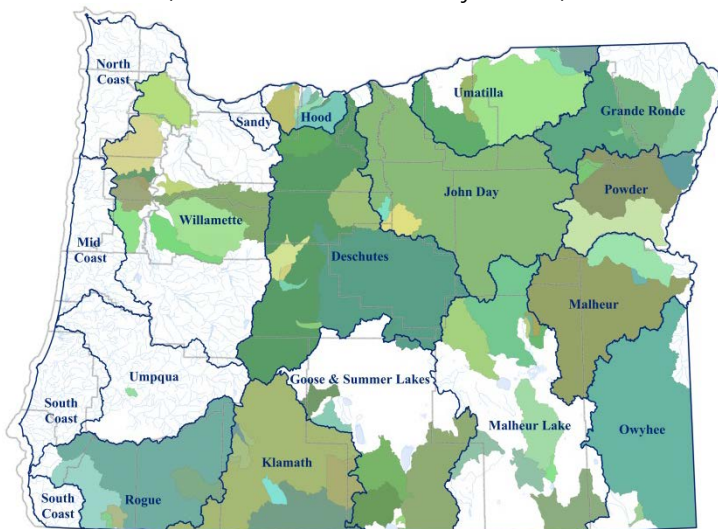 North
Coast
Sandy
Hood
Umatilla
Grande Ronde
John Day
Powder
Willamette
Mid
Coast
Deschutes
Malheur
Umpqua
Goose & Summer Lakes
South
Coast
Malheur Lake
Owyhee
Klamath
South
Coast
Rogue